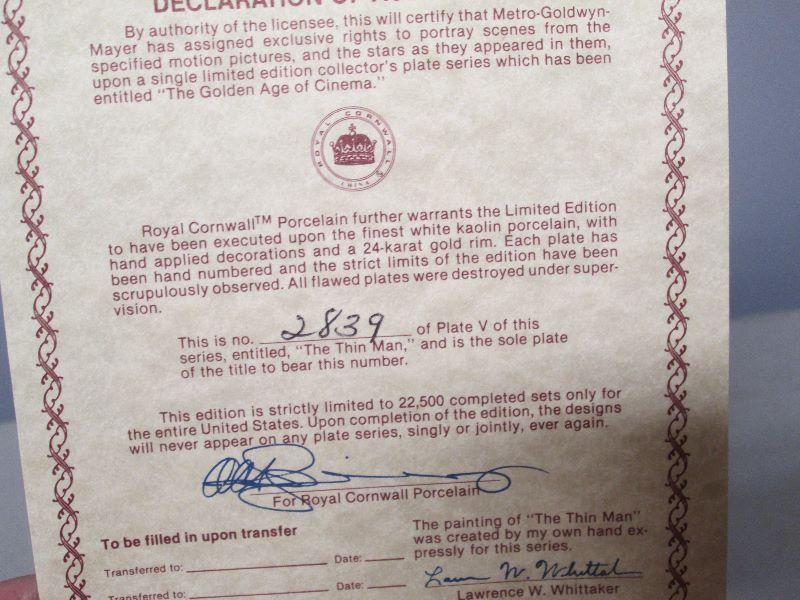 DECLARATION OF
By authority of the licensee, this will certify that Metro-Goldwyn-
Mayer has assigned exclusive rights to portray scenes from the
specified motion pictures, and the stars as they appeared in them,
upon a single limited edition collector's plate series which has been
entitled "The Golden Age of Cinema."
ROYAL CORNWALL
CHINA
Royal Cornwall™ Porcelain further warrants the Limited Edition
to have been executed upon the finest white kaolin porcelain, with
hand applied decorations and a 24-karat gold rim. Each plate has
been hand numbered and the strict limits of the edition have been
scrupulously observed. All flawed plates were destroyed under super-
vision.
This is no. 2839 of Plate V of this
series, entitled, "The Thin Man," and is the sole plate
of the title to bear this number.
This edition is strictly limited to 22,500 completed sets only for
the entire United States. Upon completion of the edition, the designs
will never appear on any plate series, singly or jointly, ever again.
For Royal Cornwall Porcelain
To be filled in upon transfer
Transferred to: Date:
Transferred to: Date:
The painting of "The Thin Man"
was created by my own hand ex-
pressly for this series.
Lawrence W. Whittaker